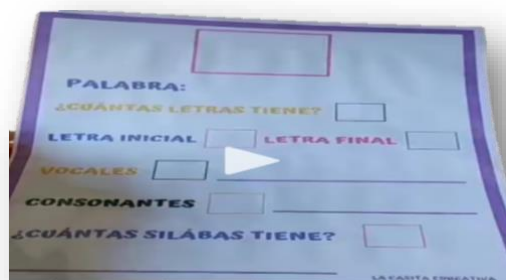 PALABRA:
¿CUÁNTAS LETRAS TIENE?
LETRA INICIAL LETRA FINAL
VOCALES
CONSONANTES
¿CUÁNTAS SILÁBAS TIENE?
LA CASITA EDUCATIVA